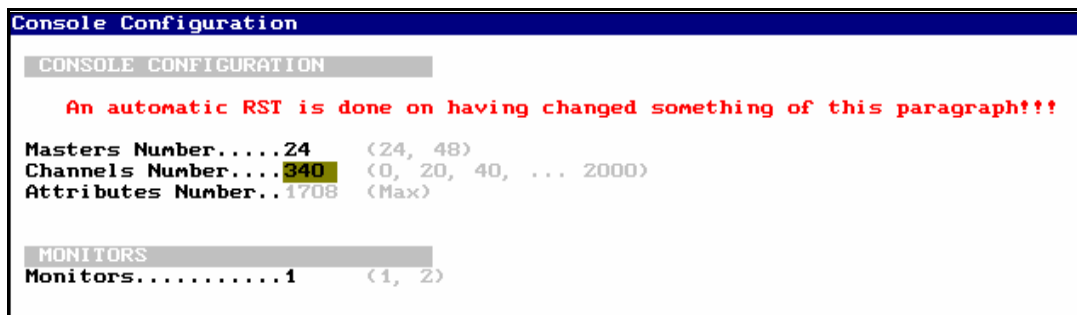 Console Configuration
CONSOLE CONFIGURATION
An automatic RST is done on having changed something of this paragraph!!!
Masters Number.....24 (24, 48)
Channels Number....340 (0, 20, 40, ... 2000)
Attributes Number..1708 (Max)
MONITORS
Monitors...........1 (1, 2)